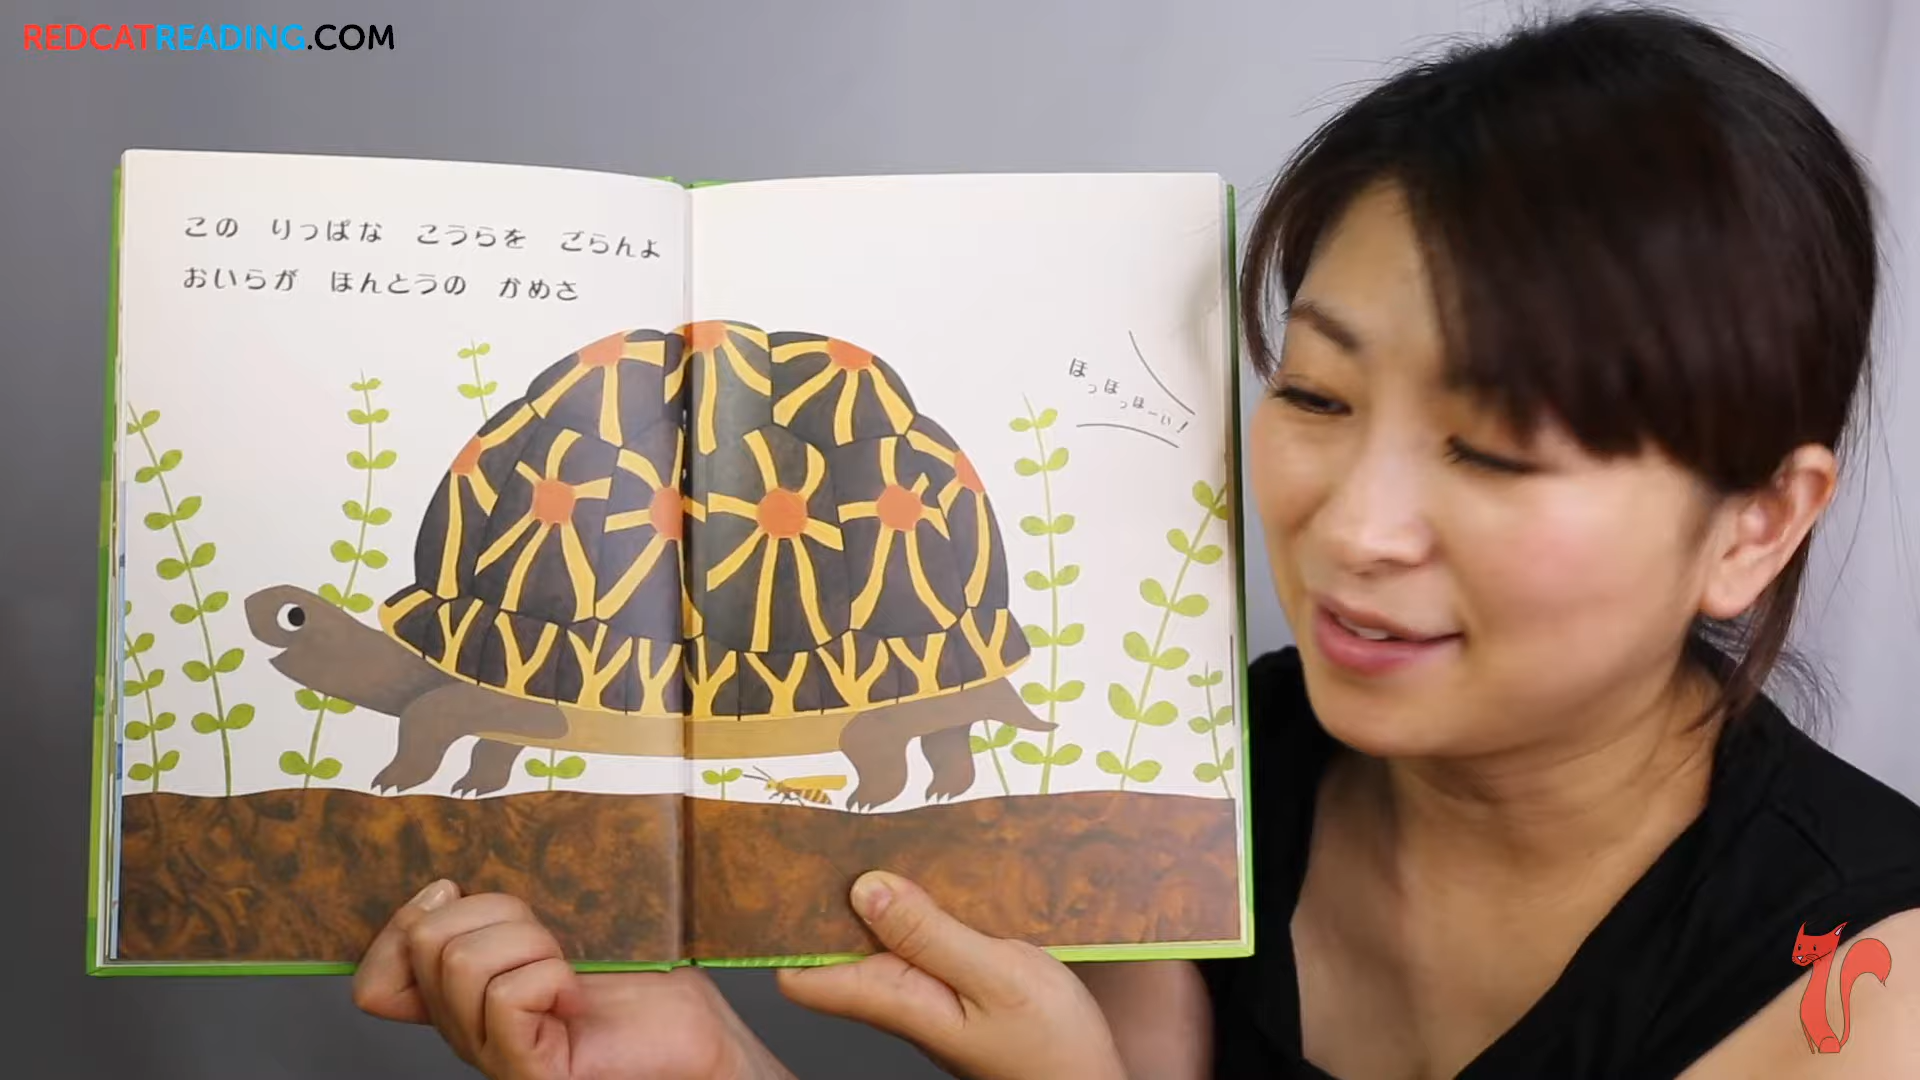 REDCATREADING.COM
この りっぱな こうらを ごらんよ
おいらが ほんとうの かめさ
ほっほっほーい!